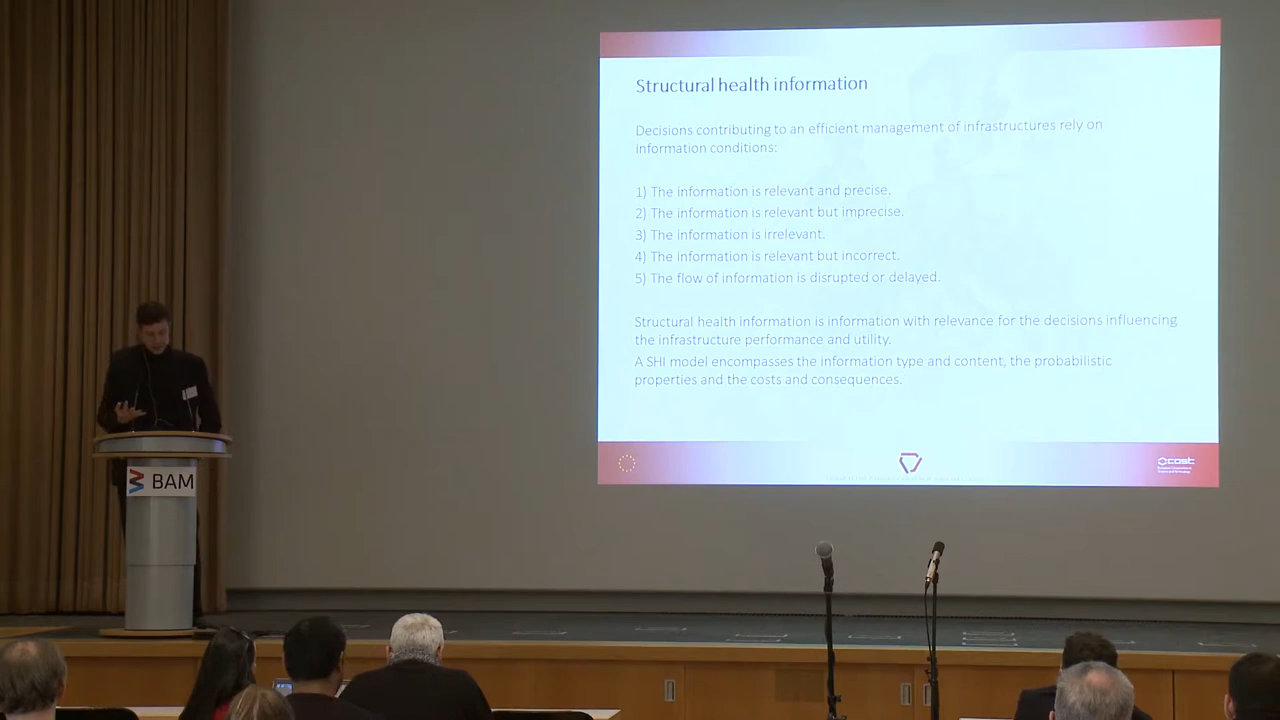 Structural health information
Decisions contributing to an efficient management of infrastructures rely on
information conditions:
1) The information is relevant and precise.
2) The information is relevant but imprecise.
3) The information is irrelevant.
4) The information is relevant but incorrect.
5) The flow of information is disrupted or delayed.
Structural health information is information with relevance for the decisions influencing
the infrastructure performance and utility.
A SHI model encompasses the information type and content, the probabilistic
properties and the costs and consequences.
cost
BAM